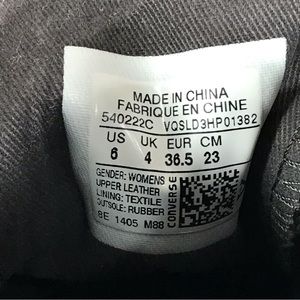 MADE IN CHINA
FABRIQUE EN CHINE
540222C VQSLD3HP01382
US UK EUR CM
6 4 36.5 23
GENDER: WOMENS
UPPER: LEATHER
LINING: TEXTILE
OUTSOLE: RUBBER
8E 1405 M88
CONVERSE